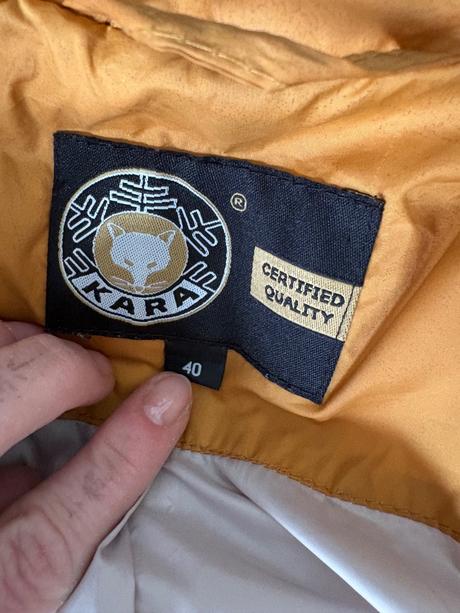 ®
KARA
CERTIFIED
QUALITY
40